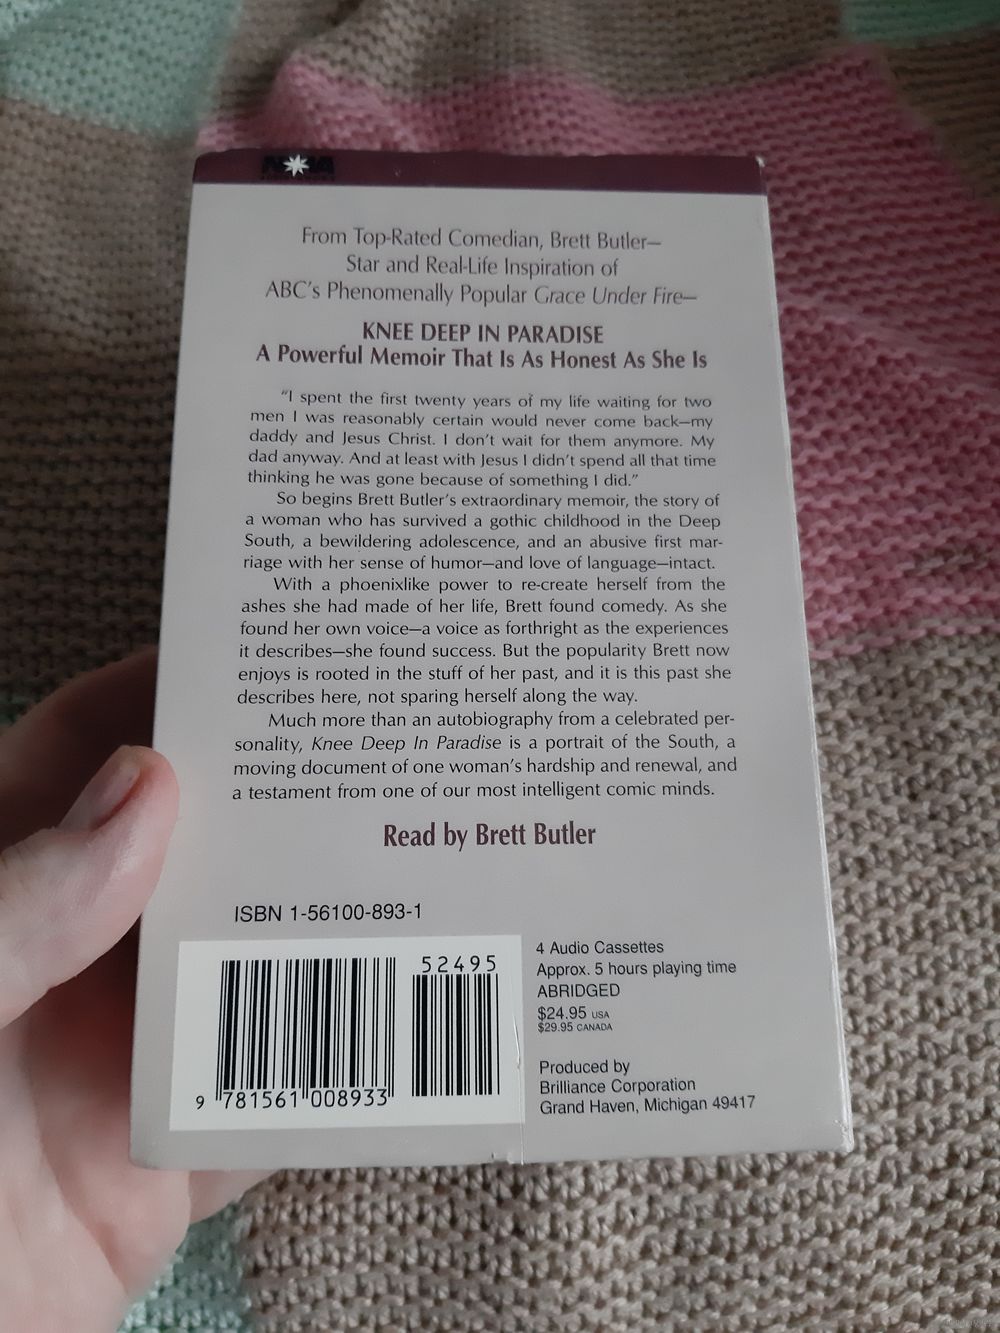 NOVA
From Top-Rated Comedian, Brett Butler—
Star and Real-Life Inspiration of
ABC's Phenomenally Popular Grace Under Fire—
KNEE DEEP IN PARADISE
A Powerful Memoir That Is As Honest As She Is
"I spent the first twenty years of my life waiting for two
men I was reasonably certain would never come back—my
daddy and Jesus Christ. I don't wait for them anymore. My
dad anyway. And at least with Jesus I didn't spend all that time
thinking he was gone because of something I did."
So begins Brett Butler's extraordinary memoir, the story of
a woman who has survived a gothic childhood in the Deep
South, a bewildering adolescence, and an abusive first mar-
riage with her sense of humor—and love of language—intact.
With a phoenixlike power to re-create herself from the
ashes she had made of her life, Brett found comedy. As she
found her own voice—a voice as forthright as the experiences
it describes—she found success. But the popularity Brett now
enjoys is rooted in the stuff of her past, and it is this past she
describes here, not sparing herself along the way.
Much more than an autobiography from a celebrated per-
sonality, Knee Deep In Paradise is a portrait of the South, a
moving document of one woman's hardship and renewal, and
a testament from one of our most intelligent comic minds.
Read by Brett Butler
ISBN 1-56100-893-1
52495
9 781561 008933
4 Audio Cassettes
Approx. 5 hours playing time
ABRIDGED
$24.95 USA
$29.95 CANADA
Produced by
Brilliance Corporation
Grand Haven, Michigan 49417